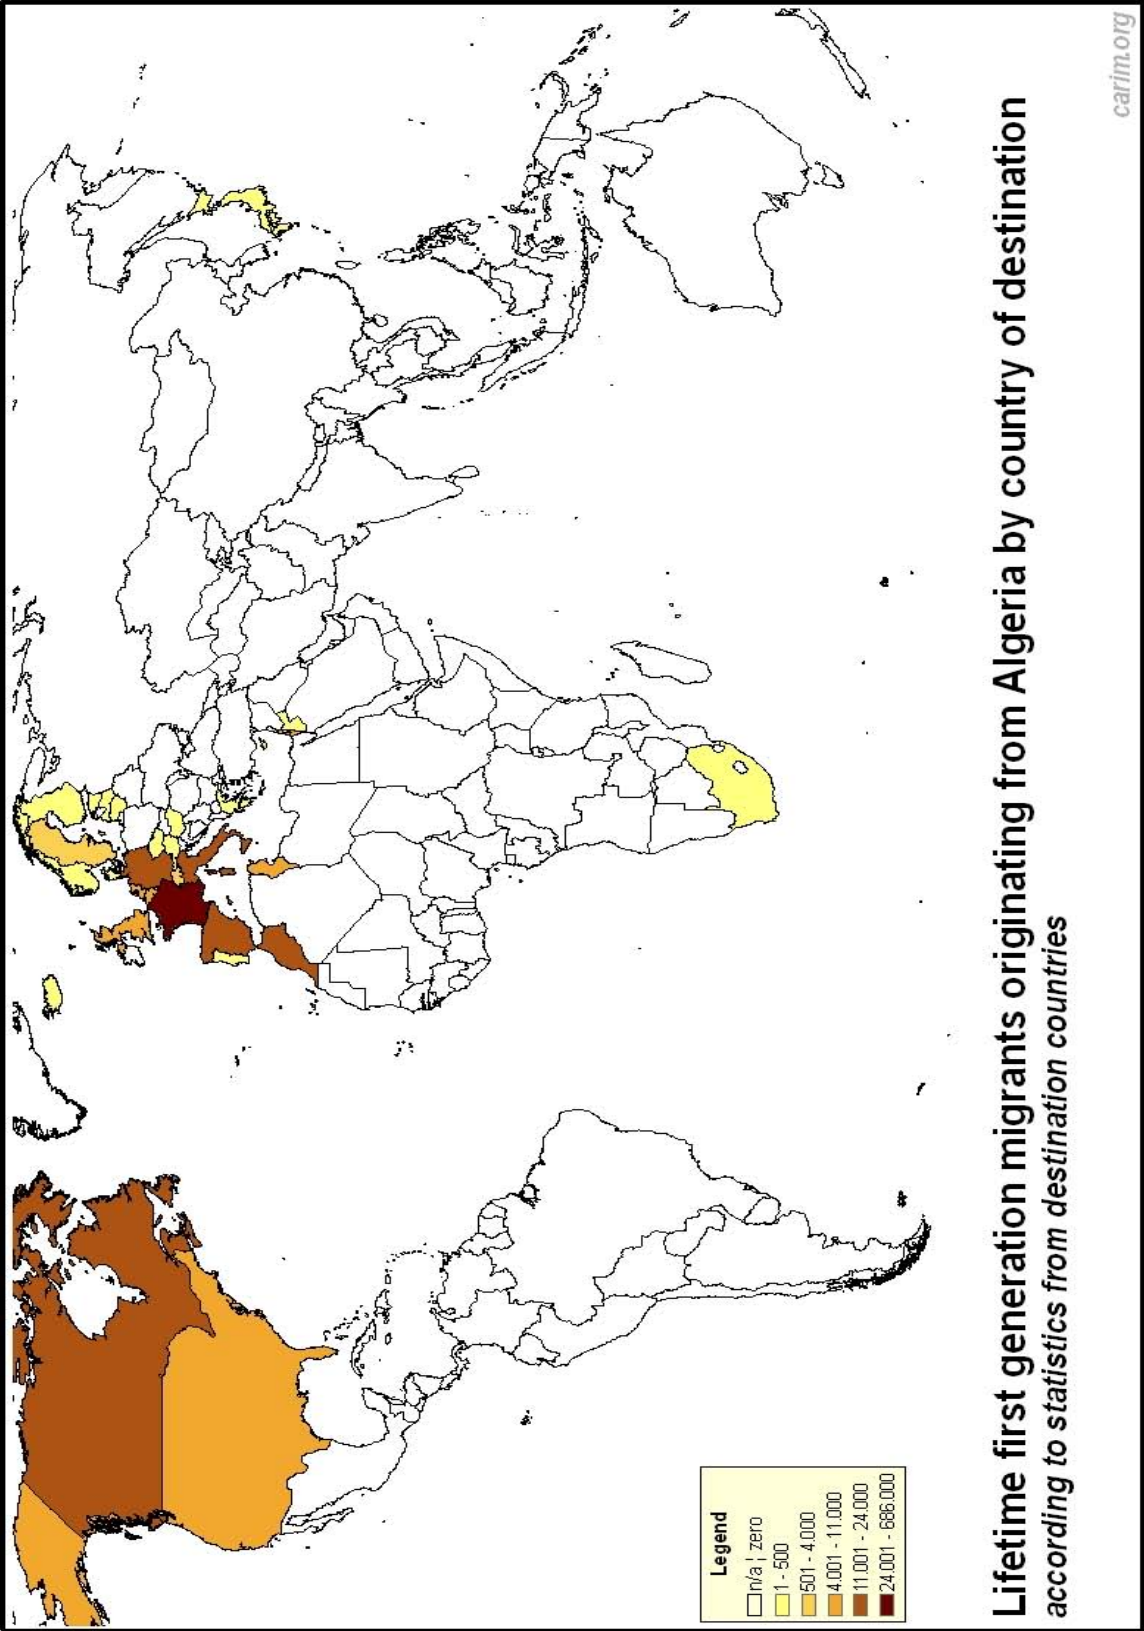 Legend
n/a ¦ zero
1 - 500
501 - 4.000
4.001 - 11.000
11.001 - 24.000
24.001 - 686.000
Lifetime first generation migrants originating from Algeria by country of destination
according to statistics from destination countries
carim.org